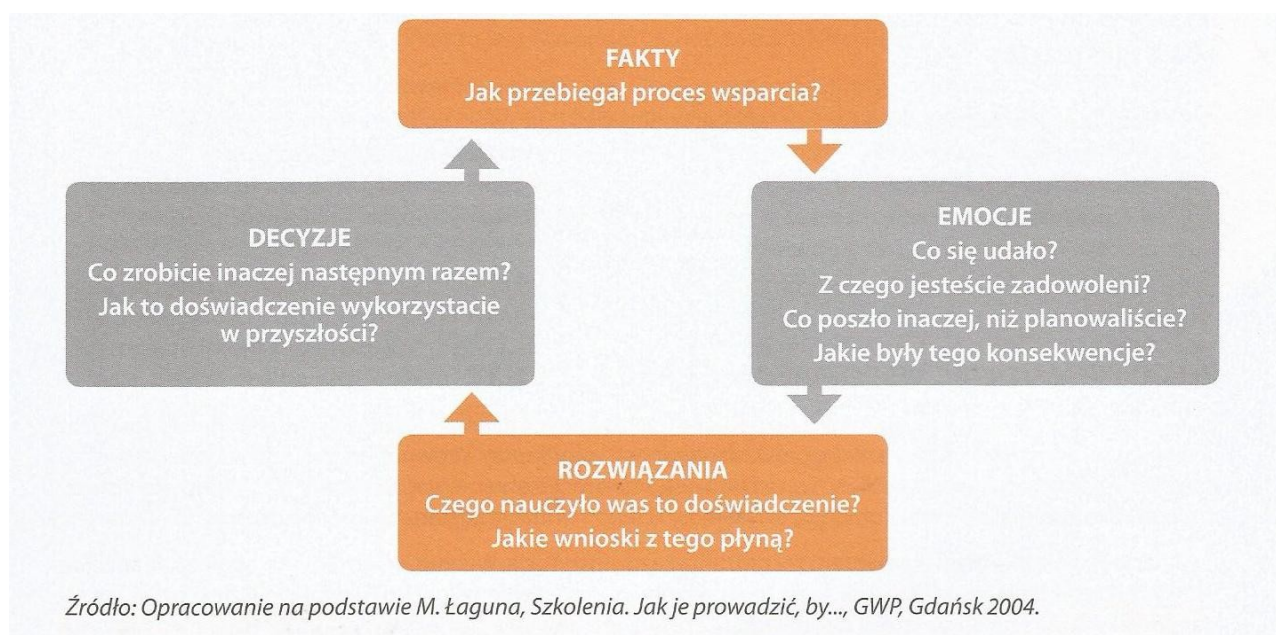 FAKTY
Jak przebiegał proces wsparcia?
DECYZJE
Co zrobicie inaczej następnym razem?
Jak to doświadczenie wykorzystacie
w przyszłości?
EMOCJE
Co się udało?
Z czego jesteście zadowoleni?
Co poszło inaczej, niż planowaliście?
Jakie były tego konsekwencje?
ROZWIĄZANIA
Czego nauczyło was to doświadczenie?
Jakie wnioski z tego płyną?
Źródło: Opracowanie na podstawie M. Łaguna, Szkolenia. Jak je prowadzić, by..., GWP, Gdańsk 2004.